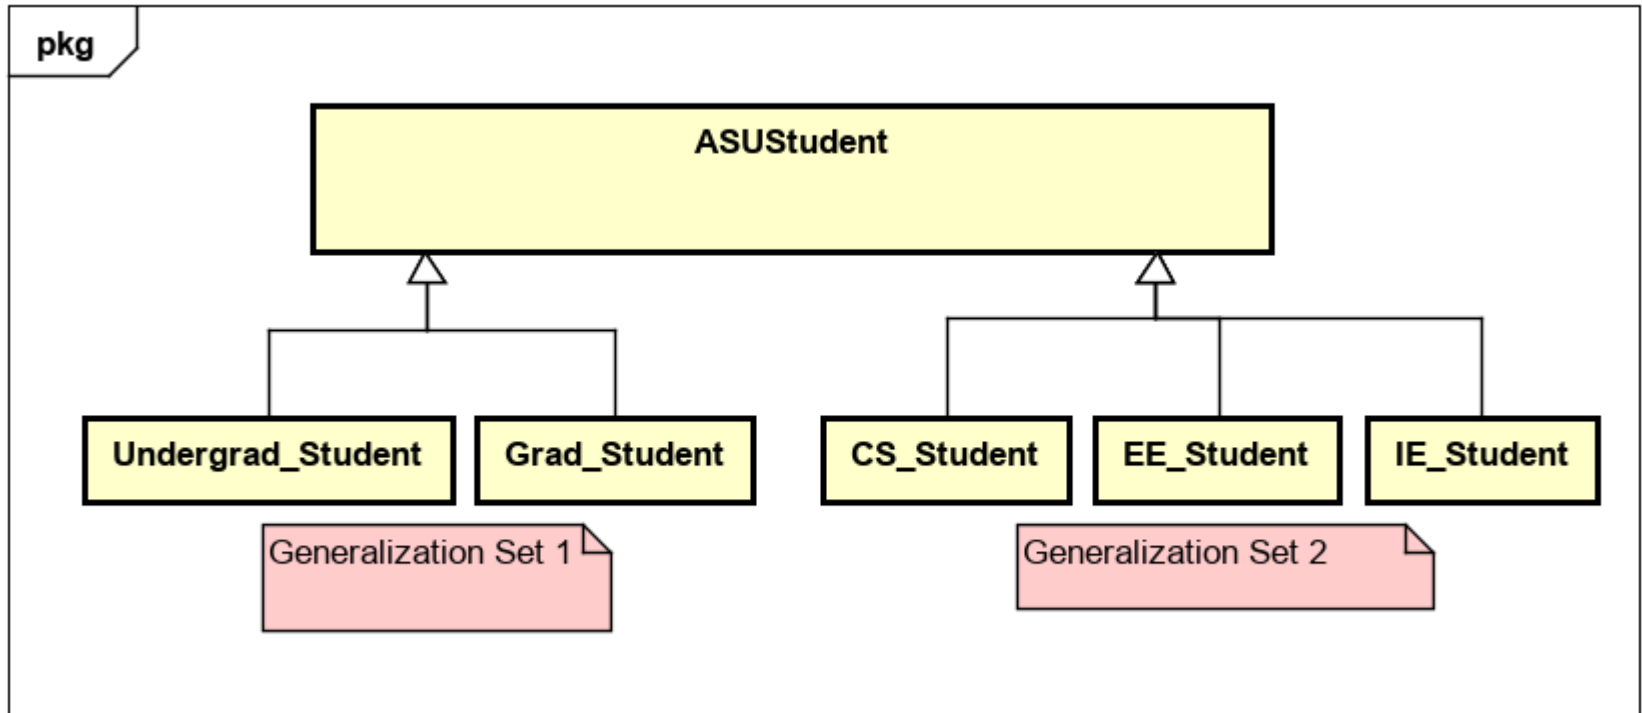 pkg
ASUStudent
Undergrad_Student
Grad_Student
CS_Student
EE_Student
IE_Student
Generalization Set 1
Generalization Set 2